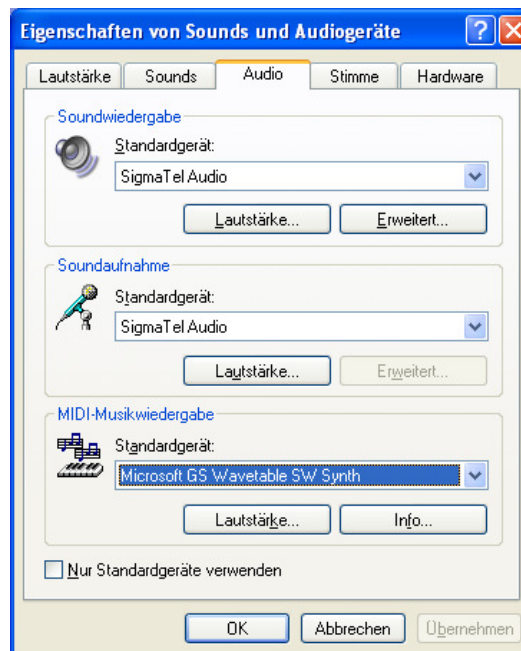 Eigenschaften von Sounds und Audiogeräte
Lautstärke Sounds Audio Stimme Hardware
Soundwiedergabe
Standardgerät:
SigmaTel Audio
Lautstärke... Erweitert...
Soundaufnahme
Standardgerät:
SigmaTel Audio
Lautstärke... Erweitert...
MIDI-Musikwiedergabe
Standardgerät:
Microsoft GS Wavetable SW Synth
Lautstärke... Info...
Nur Standardgeräte verwenden
OK Abbrechen Übernehmen